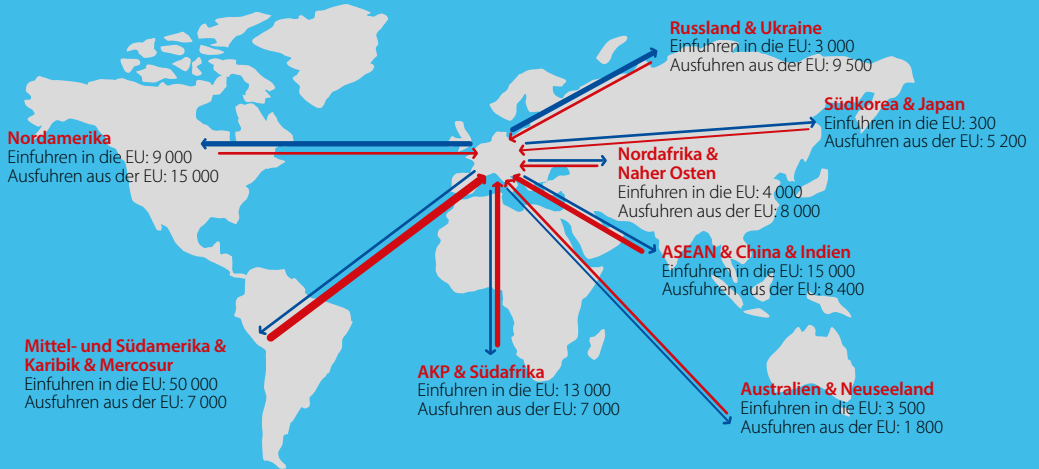 Russland & Ukraine
Einfuhren in die EU: 3 000
Ausfuhren aus der EU: 9 500
Südkorea & Japan
Einfuhren in die EU: 300
Ausfuhren aus der EU: 5 200
Nordamerika
Einfuhren in die EU: 9 000
Ausfuhren aus der EU: 15 000
Nordafrika &
Naher Osten
Einfuhren in die EU: 4 000
Ausfuhren aus der EU: 8 000
ASEAN & China & Indien
Einfuhren in die EU: 15 000
Ausfuhren aus der EU: 8 400
Mittel- und Südamerika &
Karibik & Mercosur
Einfuhren in die EU: 50 000
Ausfuhren aus der EU: 7 000
AKP & Südafrika
Einfuhren in die EU: 13 000
Ausfuhren aus der EU: 7 000
Australien & Neuseeland
Einfuhren in die EU: 3 500
Ausfuhren aus der EU: 1 800